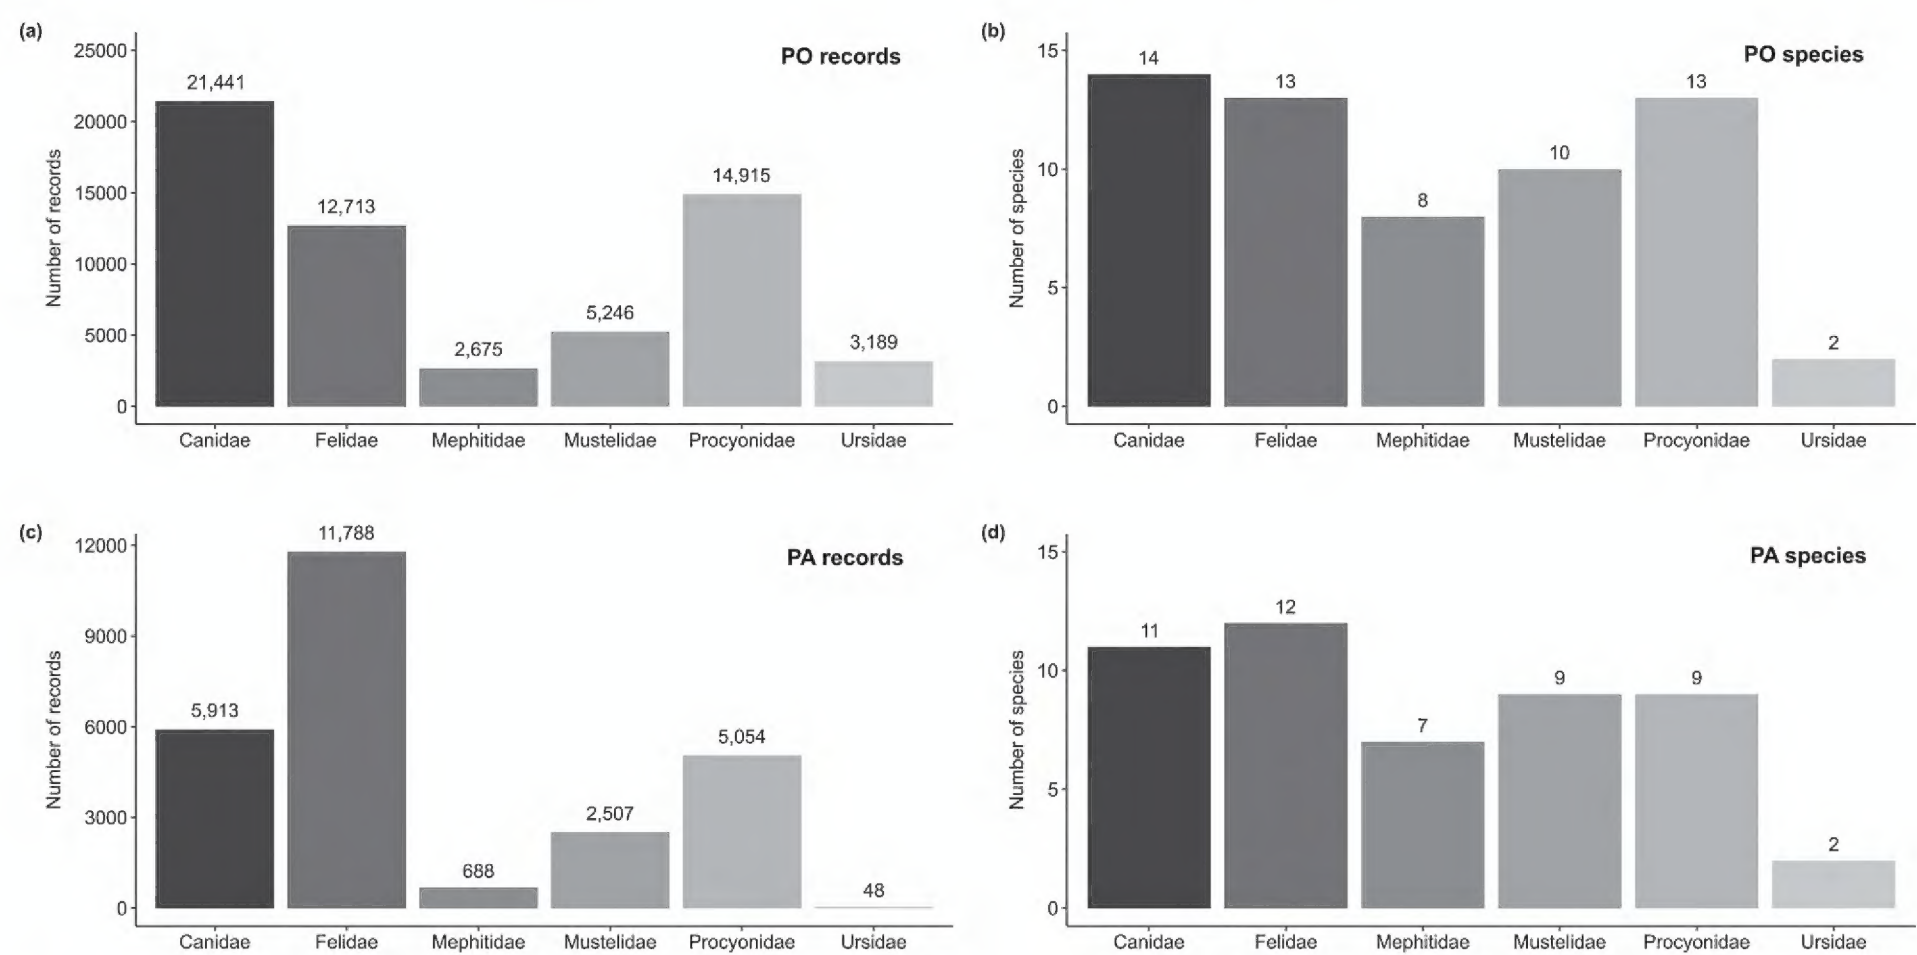 (a)
PO records
Number of records
25000
20000
15000
10000
5000
0
21,441
12,713
2,675
5,246
14,915
3,189
Canidae Felidae Mephitidae Mustelidae Procyonidae Ursidae
(b)
PO species
Number of species
15
10
5
0
14
13
8
10
13
2
Canidae Felidae Mephitidae Mustelidae Procyonidae Ursidae
(c)
PA records
Number of records
12000
9000
6000
3000
0
5,913
11,788
688
2,507
5,054
48
Canidae Felidae Mephitidae Mustelidae Procyonidae Ursidae
(d)
PA species
Number of species
15
10
5
0
11
12
7
9
9
2
Canidae Felidae Mephitidae Mustelidae Procyonidae Ursidae